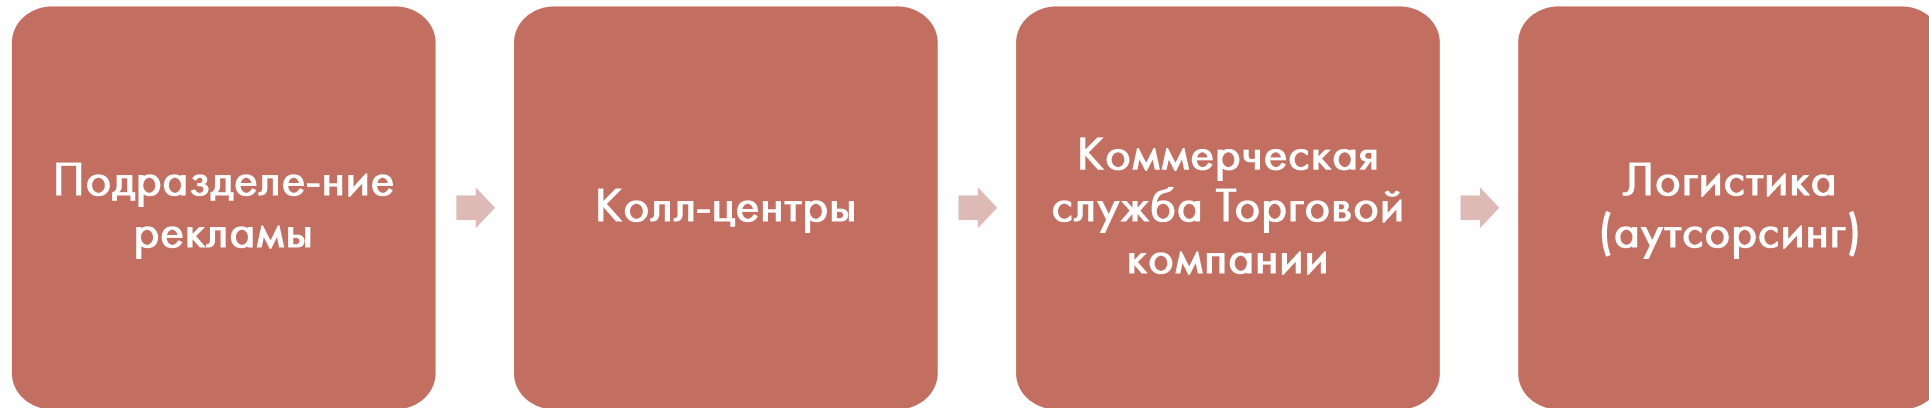 Подразделе-ние
рекламы
Колл-центры
Коммерческая
служба Торговой
компании
Логистика
(аутсорсинг)